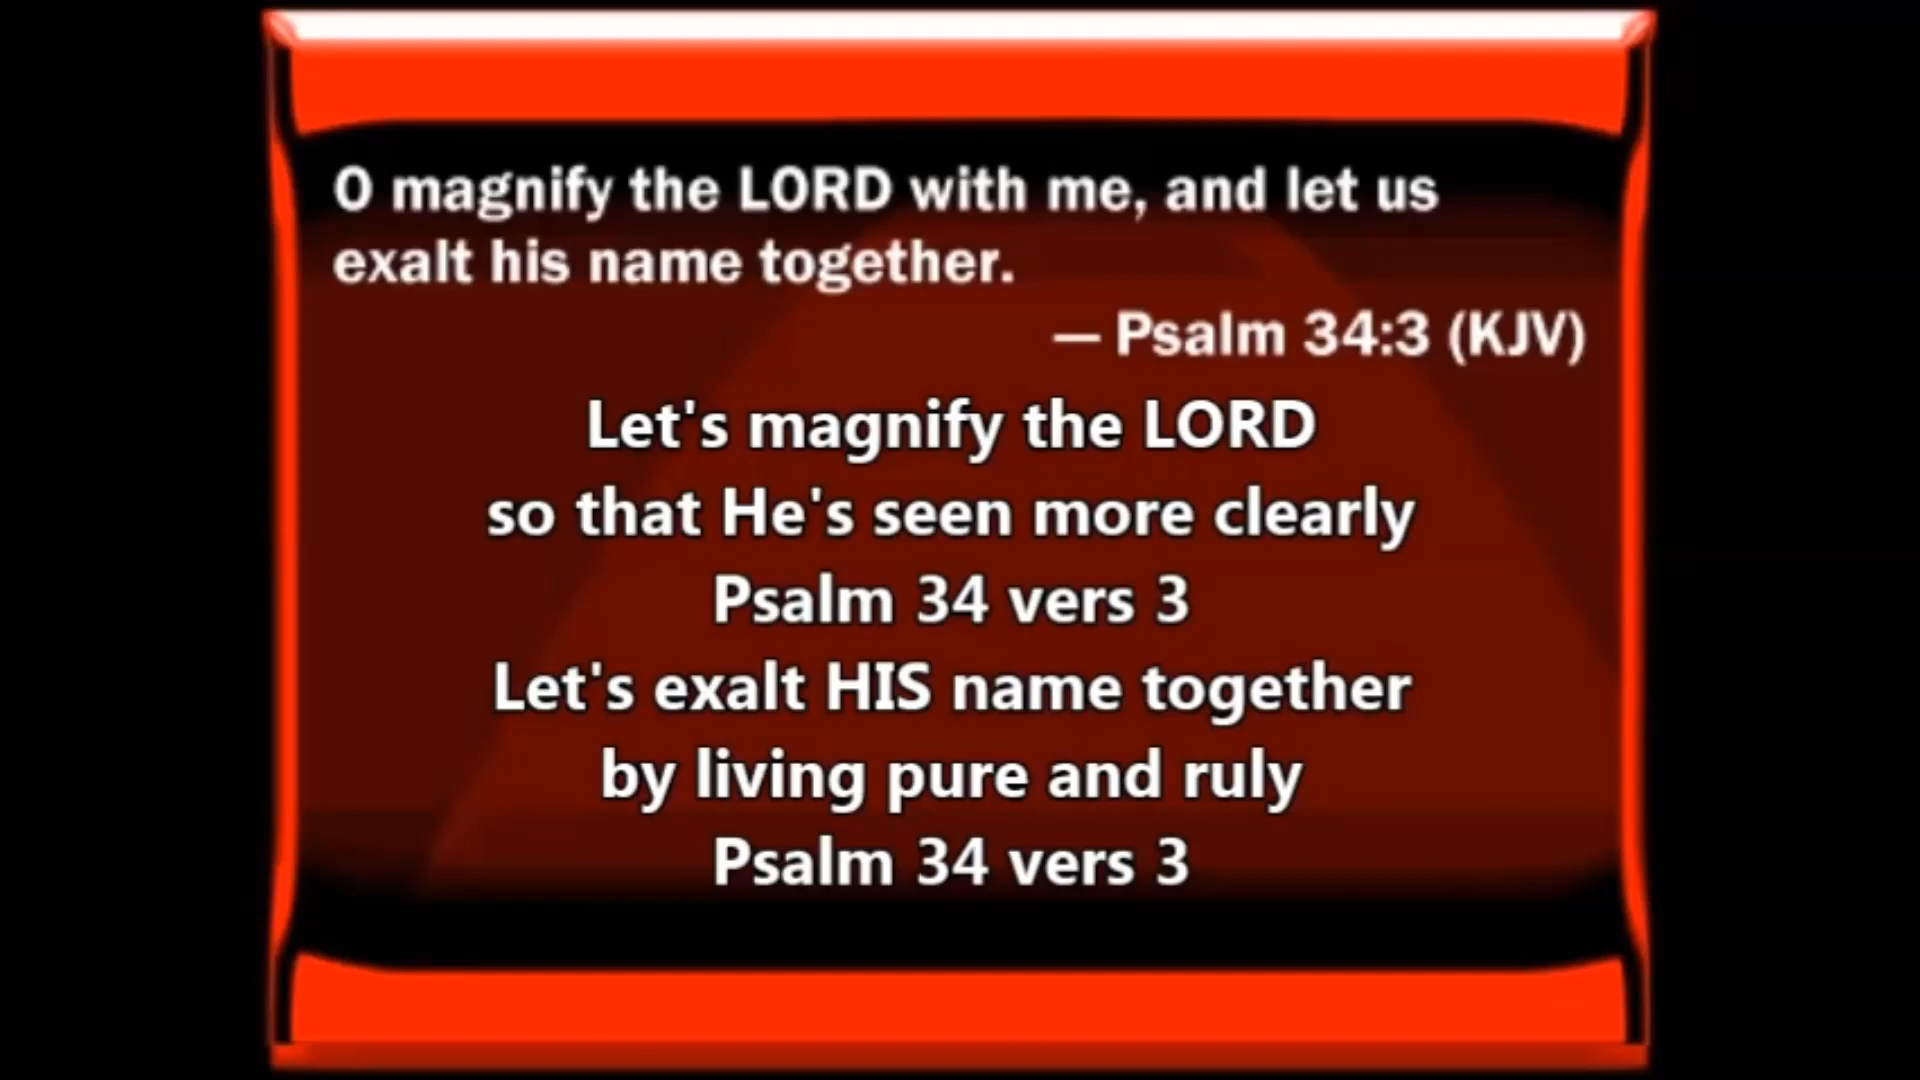 O magnify the LORD with me, and let us
exalt his name together.
— Psalm 34:3 (KJV)
Let's magnify the LORD
so that He's seen more clearly
Psalm 34 vers 3
Let's exalt HIS name together
by living pure and ruly
Psalm 34 vers 3